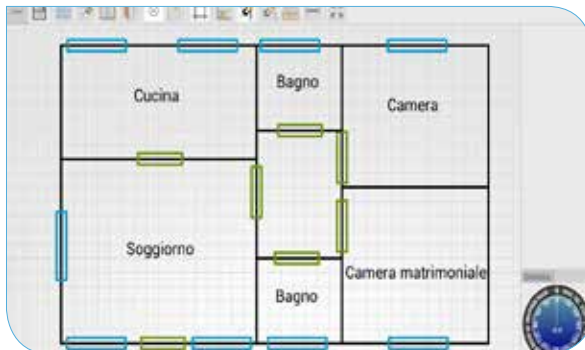 Cucina
Bagno
Camera
Soggiorno
Camera matrimoniale
Bagno